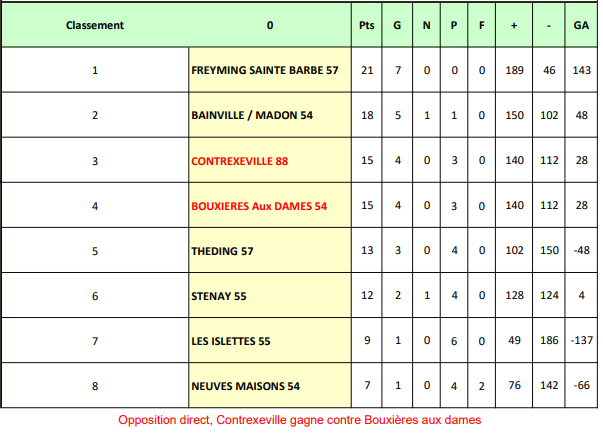 Classement 0 Pts G N P F + - GA
1 FREYMING SAINTE BARBE 57 21 7 0 0 0 189 46 143
2 BAINVILLE / MADON 54 18 5 1 1 0 150 102 48
3 CONTREXEVILLE 88 15 4 0 3 0 140 112 28
4 BOUXIERES Aux DAMES 54 15 4 0 3 0 140 112 28
5 THEDING 57 13 3 0 4 0 102 150 -48
6 STENAY 55 12 2 1 4 0 128 124 4
7 LES ISLETTES 55 9 1 0 6 0 49 186 -137
8 NEUVES MAISONS 54 7 1 0 4 2 76 142 -66
Opposition direct, Contrexeville gagne contre Bouxières aux dames